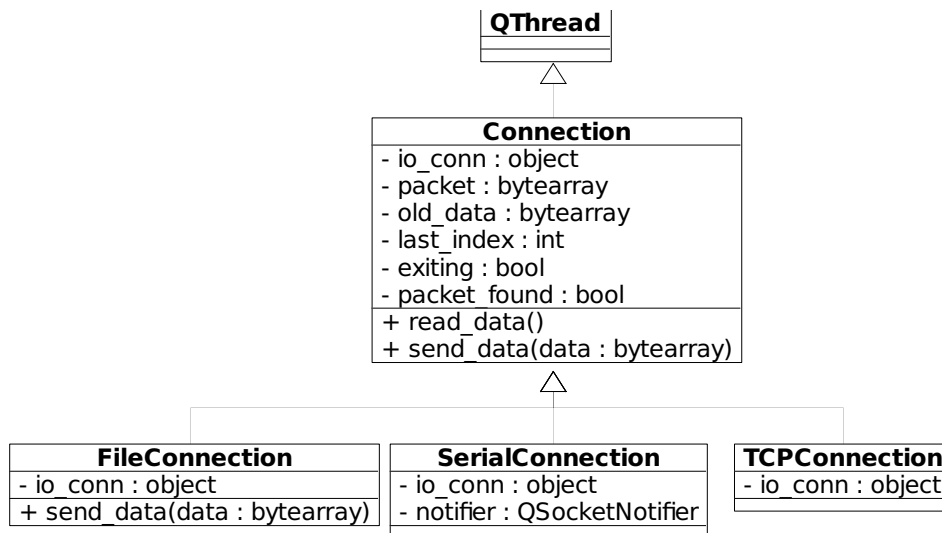 QThread
Connection
- io_conn : object
- packet : bytearray
- old_data : bytearray
- last_index : int
- exiting : bool
- packet_found : bool
+ read_data()
+ send_data(data : bytearray)
FileConnection
- io_conn : object
+ send_data(data : bytearray)
SerialConnection
- io_conn : object
- notifier : QSocketNotifier
TCPConnection
- io_conn : object